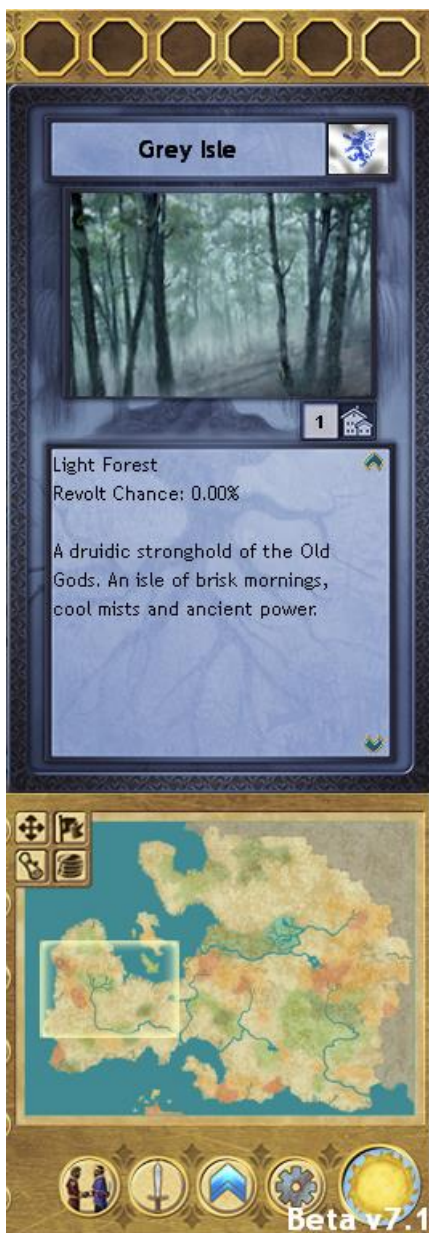 Grey Isle
1
Light Forest
Revolt Chance: 0.00%
A druidic stronghold of the Old
Gods. An isle of brisk mornings,
cool mists and ancient power.
Beta v7.1